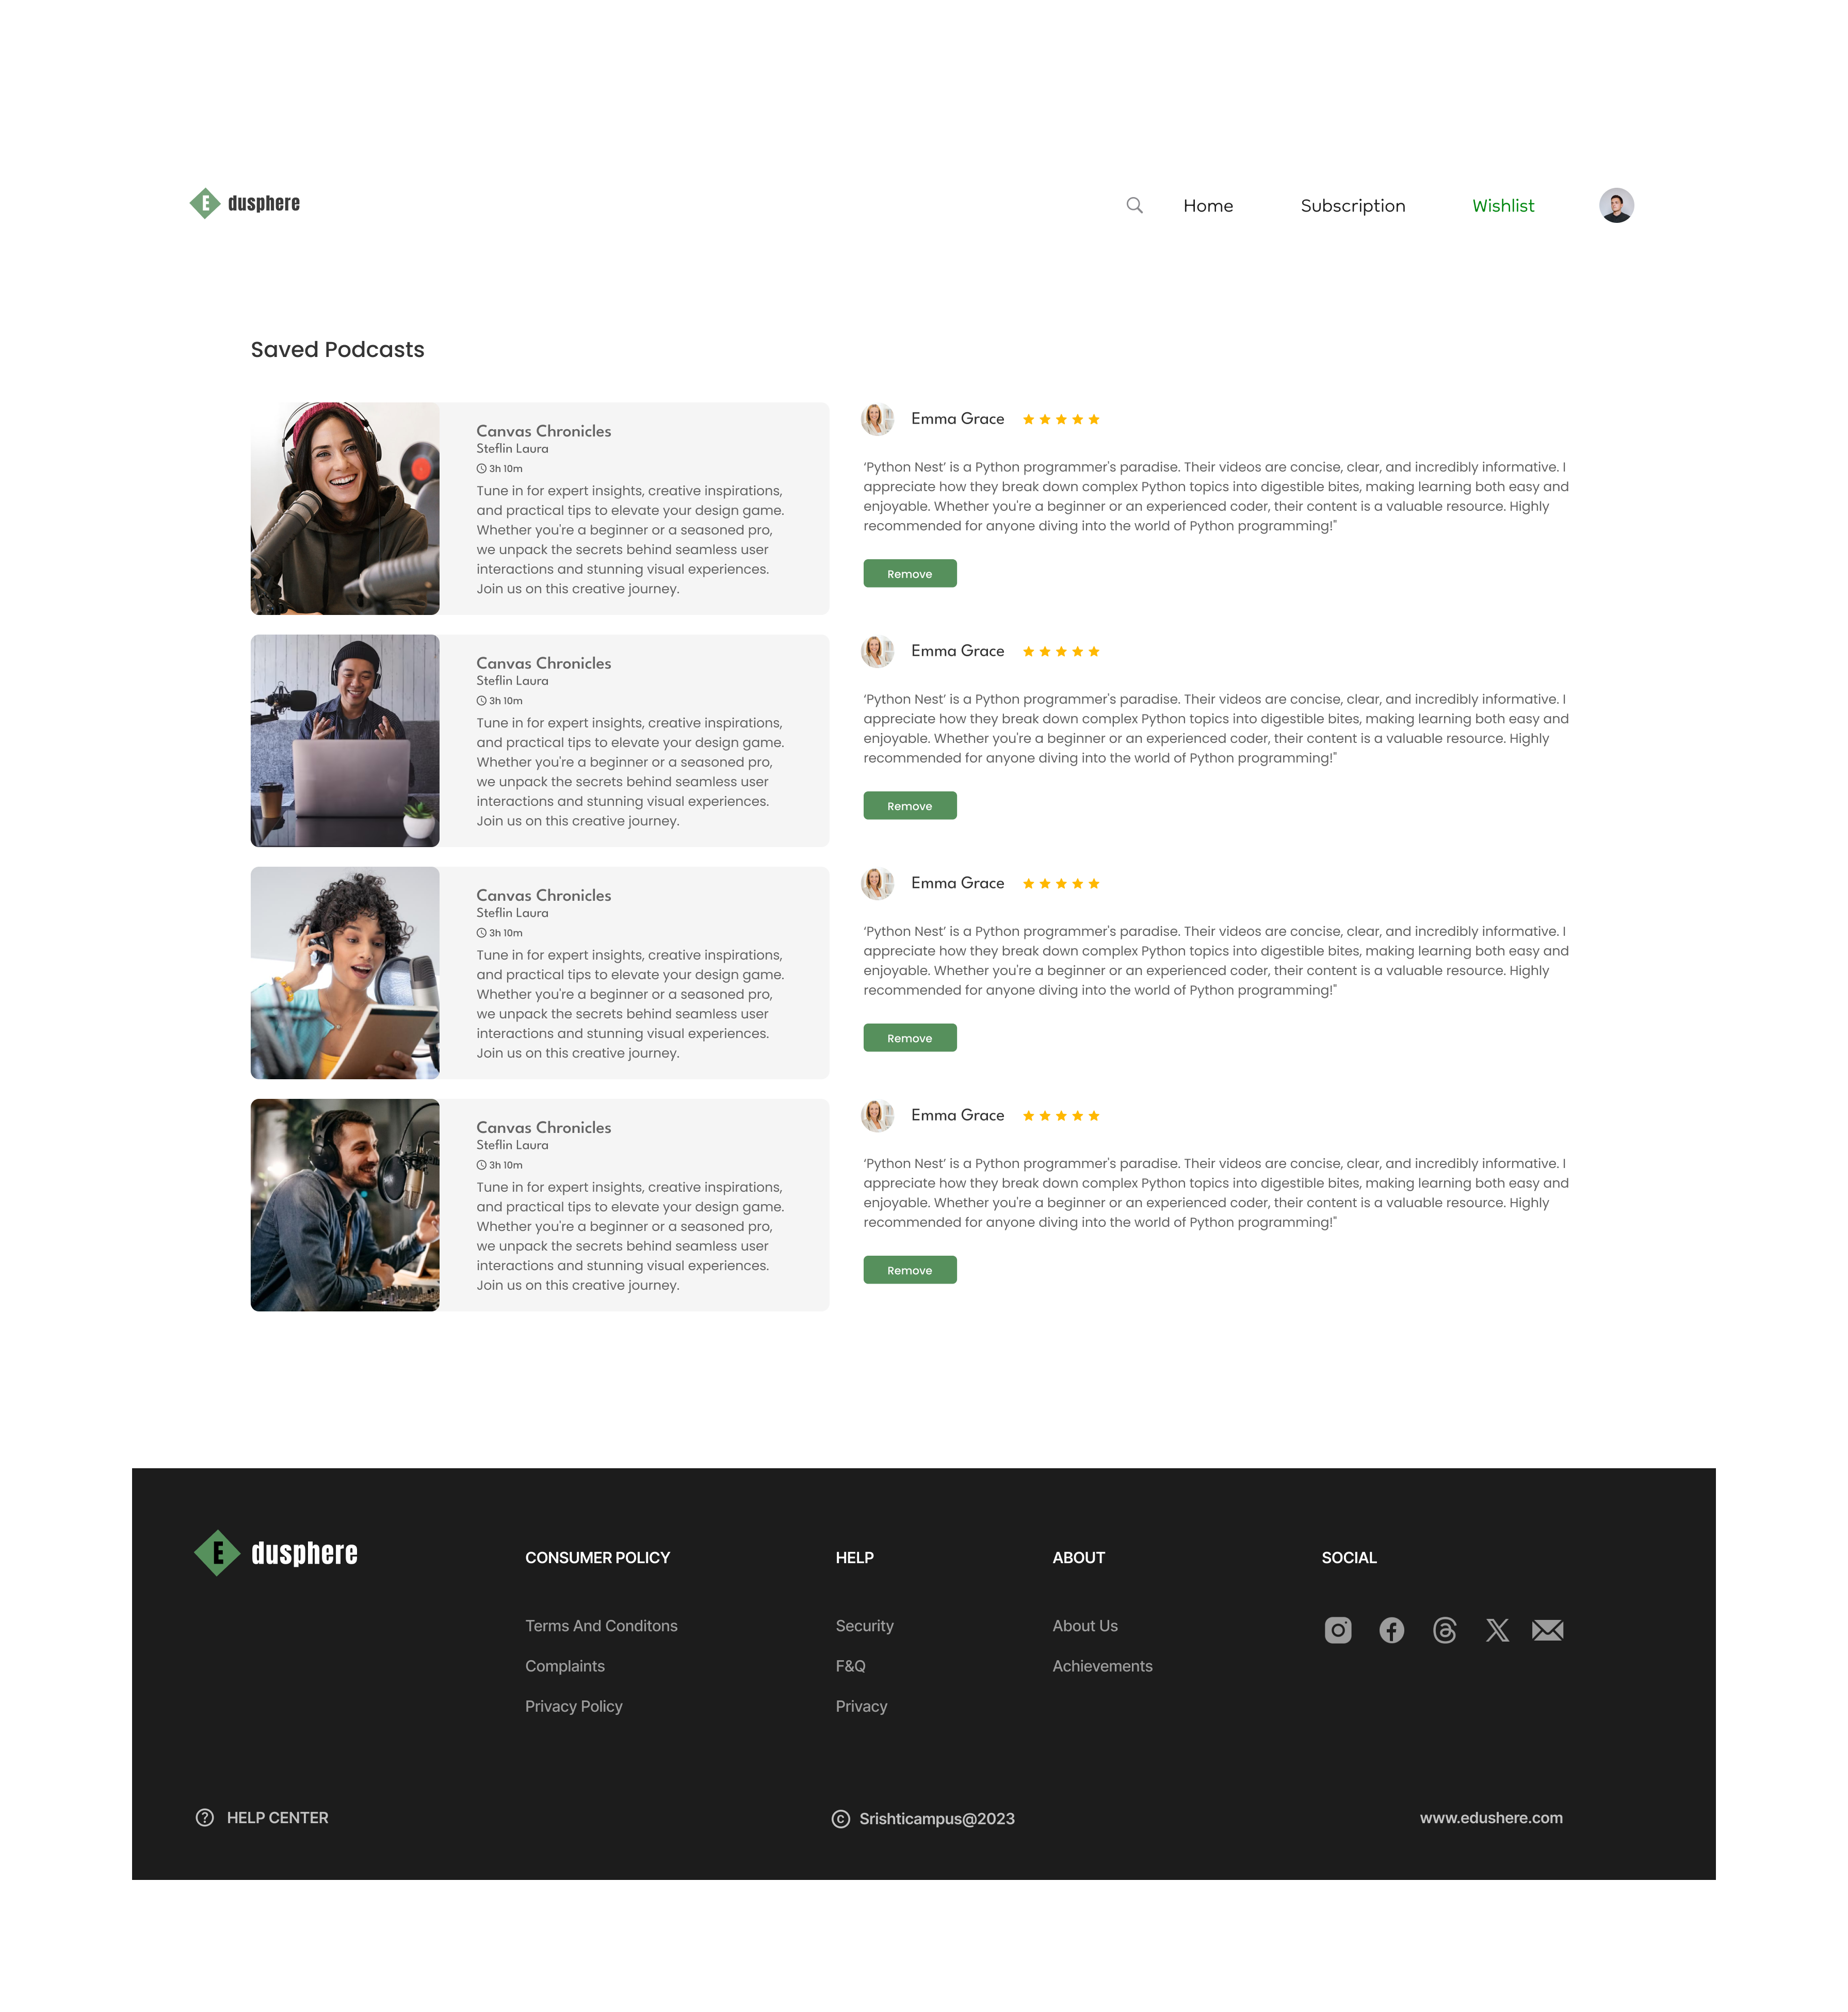 E dusphere
Home Subscription Wishlist
Saved Podcasts
Canvas Chronicles
Steflin Laura
3h 10m
Tune in for expert insights, creative inspirations,
and practical tips to elevate your design game.
Whether you're a beginner or a seasoned pro,
we unpack the secrets behind seamless user
interactions and stunning visual experiences.
Join us on this creative journey.
Emma Grace
‘Python Nest’ is a Python programmer's paradise. Their videos are concise, clear, and incredibly informative. I
appreciate how they break down complex Python topics into digestible bites, making learning both easy and
enjoyable. Whether you're a beginner or an experienced coder, their content is a valuable resource. Highly
recommended for anyone diving into the world of Python programming!"
Remove
Canvas Chronicles
Steflin Laura
3h 10m
Tune in for expert insights, creative inspirations,
and practical tips to elevate your design game.
Whether you're a beginner or a seasoned pro,
we unpack the secrets behind seamless user
interactions and stunning visual experiences.
Join us on this creative journey.
Emma Grace
‘Python Nest’ is a Python programmer's paradise. Their videos are concise, clear, and incredibly informative. I
appreciate how they break down complex Python topics into digestible bites, making learning both easy and
enjoyable. Whether you're a beginner or an experienced coder, their content is a valuable resource. Highly
recommended for anyone diving into the world of Python programming!"
Remove
Canvas Chronicles
Steflin Laura
3h 10m
Tune in for expert insights, creative inspirations,
and practical tips to elevate your design game.
Whether you're a beginner or a seasoned pro,
we unpack the secrets behind seamless user
interactions and stunning visual experiences.
Join us on this creative journey.
Emma Grace
‘Python Nest’ is a Python programmer's paradise. Their videos are concise, clear, and incredibly informative. I
appreciate how they break down complex Python topics into digestible bites, making learning both easy and
enjoyable. Whether you're a beginner or an experienced coder, their content is a valuable resource. Highly
recommended for anyone diving into the world of Python programming!"
Remove
Canvas Chronicles
Steflin Laura
3h 10m
Tune in for expert insights, creative inspirations,
and practical tips to elevate your design game.
Whether you're a beginner or a seasoned pro,
we unpack the secrets behind seamless user
interactions and stunning visual experiences.
Join us on this creative journey.
Emma Grace
‘Python Nest’ is a Python programmer's paradise. Their videos are concise, clear, and incredibly informative. I
appreciate how they break down complex Python topics into digestible bites, making learning both easy and
enjoyable. Whether you're a beginner or an experienced coder, their content is a valuable resource. Highly
recommended for anyone diving into the world of Python programming!"
Remove
E dusphere
CONSUMER POLICY
Terms And Conditons
Complaints
Privacy Policy
HELP
Security
F&Q
Privacy
ABOUT
About Us
Achievements
SOCIAL
HELP CENTER
© Srishticampus@2023
www.edushere.com